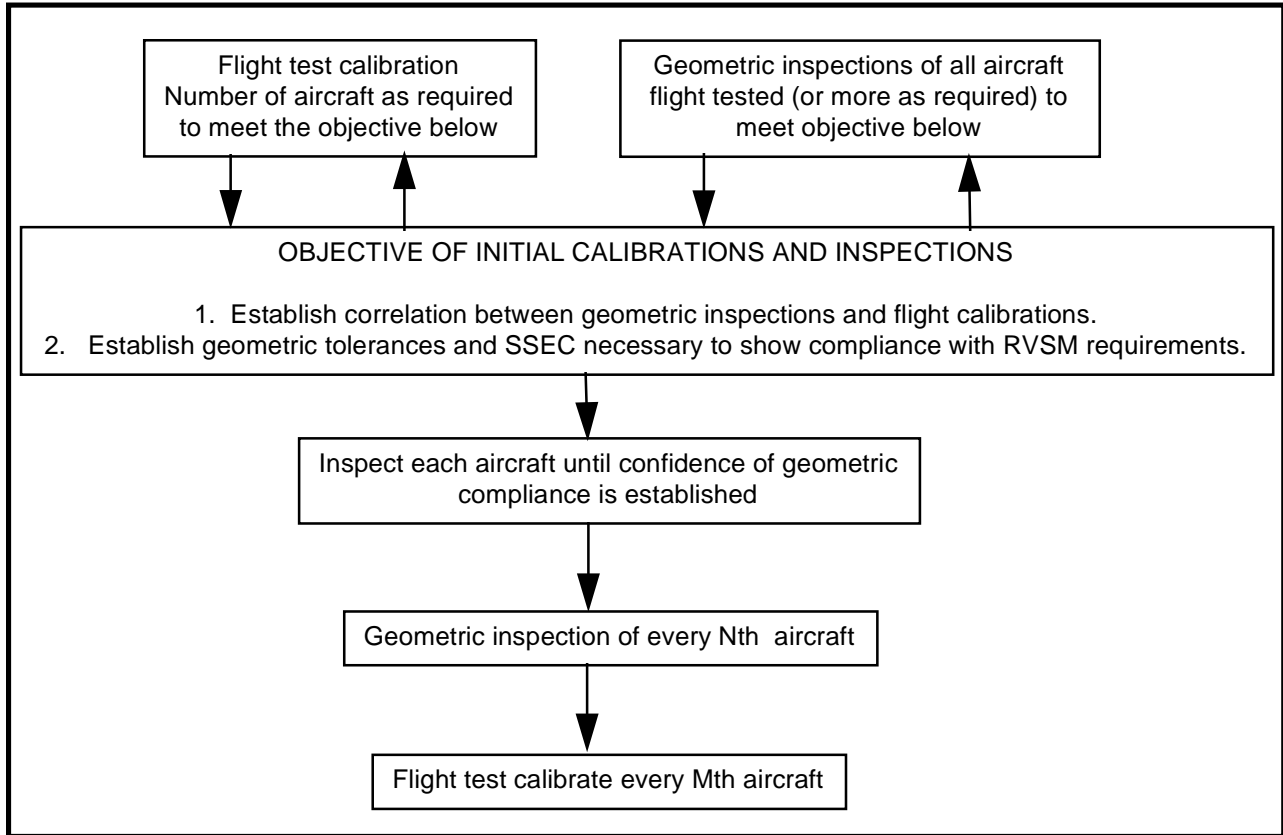 Flight test calibration
Number of aircraft as required
to meet the objective below
Geometric inspections of all aircraft
flight tested (or more as required) to
meet objective below
OBJECTIVE OF INITIAL CALIBRATIONS AND INSPECTIONS
1. Establish correlation between geometric inspections and flight calibrations.
2. Establish geometric tolerances and SSEC necessary to show compliance with RVSM requirements.
Inspect each aircraft until confidence of geometric
compliance is established
Geometric inspection of every Nth aircraft
Flight test calibrate every Mth aircraft